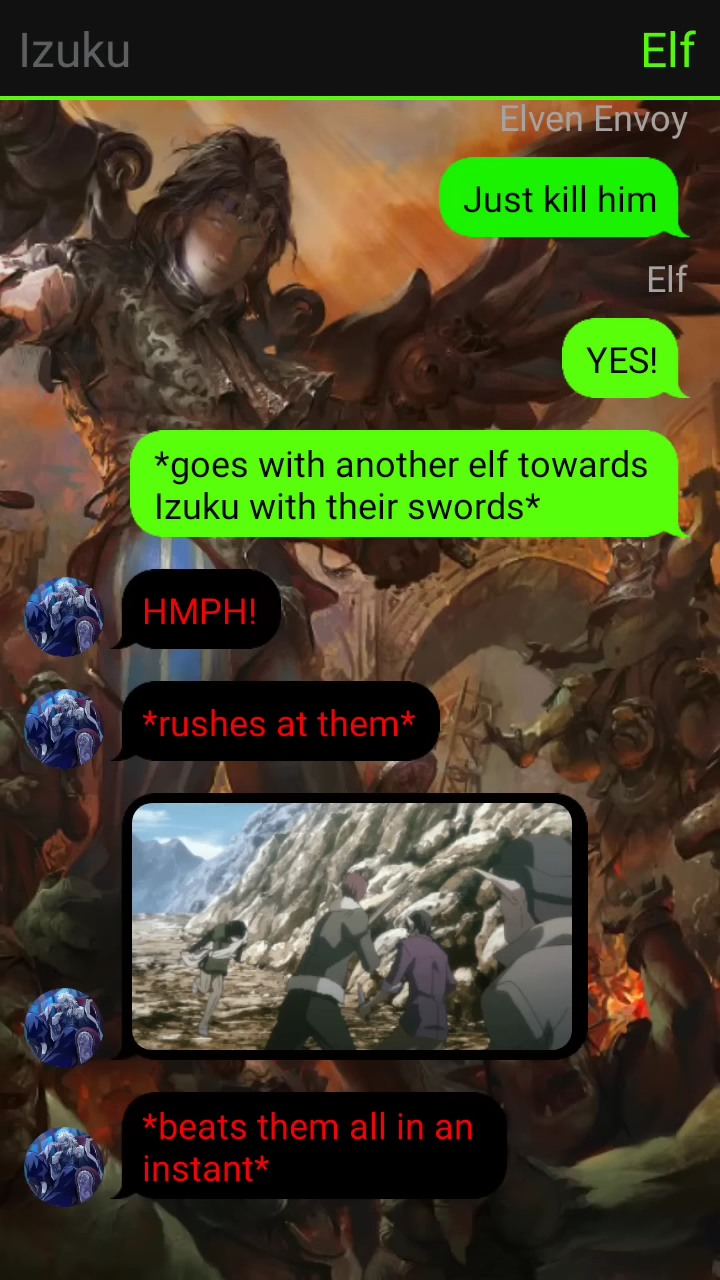 Izuku
Elf
Elven Envoy
Just kill him
Elf
YES!
*goes with another elf towards
Izuku with their swords*
HMPH!
*rushes at them*
*beats them all in an
instant*